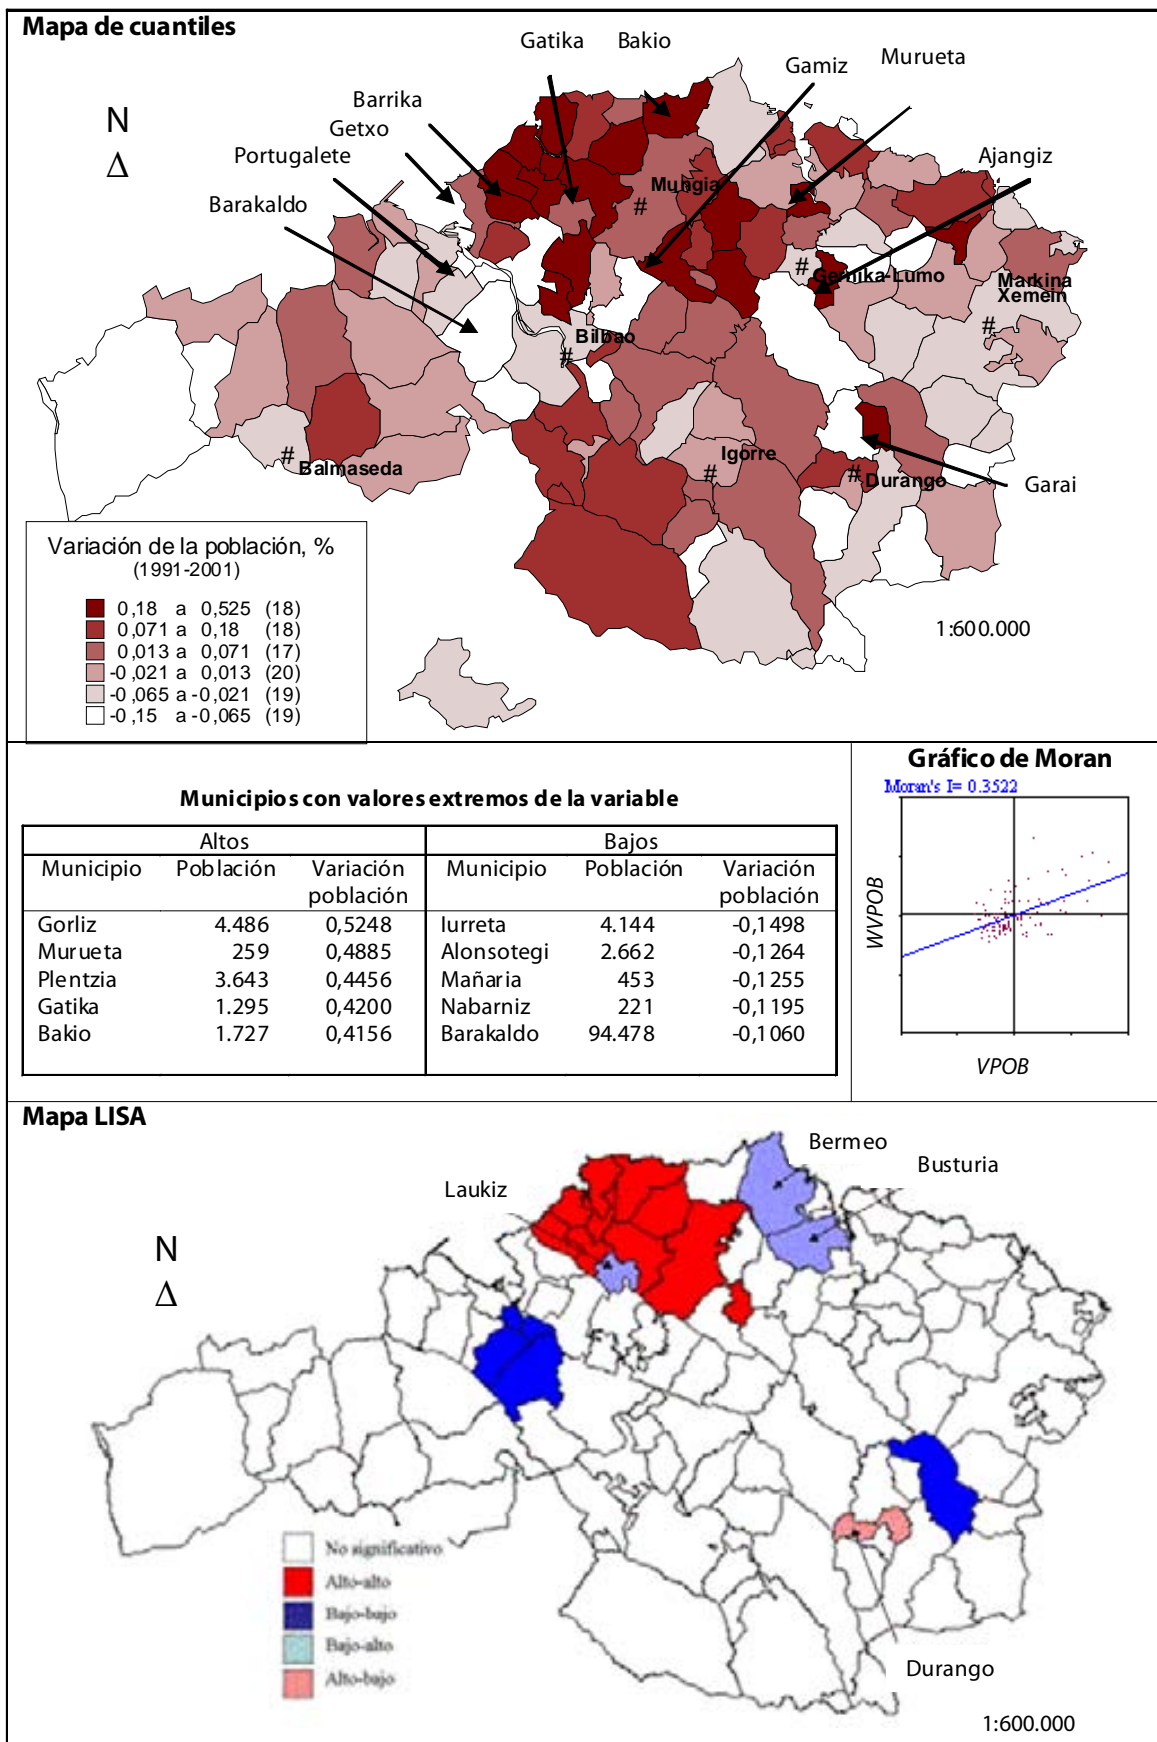 Mapa de cuantiles
Gatika
Bakio
Murueta
Gamiz
Barrika
Getxo
Portugalete
Barakaldo
Ajangiz
N
Δ
Mungia
#
# Gernika-Lumo
Markina
Xemein
#
Bilbao
#
# Balmaseda
Igorre
#
# Durango
Garai
1:600.000
Variación de la población, %
(1991-2001)
0,18 a 0,525 (18)
0,071 a 0,18 (18)
0,013 a 0,071 (17)
-0,021 a 0,013 (20)
-0,065 a -0,021 (19)
-0,15 a -0,065 (19)
Municipios con valores extremos de la variable
Altos Bajos
Municipio Población Variación población Municipio Población Variación población
Gorliz 4.486 0,5248 Iurreta 4.144 -0,1498
Murueta 259 0,4885 Alonsotegi 2.662 -0,1264
Plentzia 3.643 0,4456 Mañaria 453 -0,1255
Gatika 1.295 0,4200 Nabarniz 221 -0,1195
Bakio 1.727 0,4156 Barakaldo 94.478 -0,1060
Gráfico de Moran
Moran's I= 0.3522
WVPOB
VPOB
Mapa LISA
Bermeo
Busturia
Laukiz
N
Δ
No significativo
Alto-alto
Bajo-bajo
Bajo-alto
Alto-bajo
Durango
1:600.000